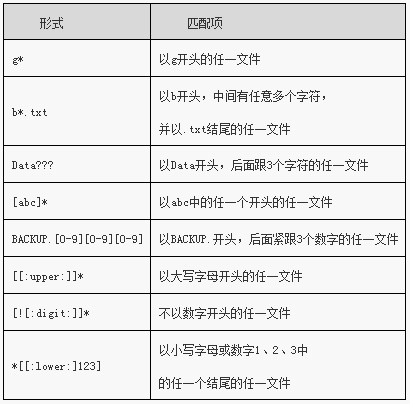 形式 匹配项
g* 以g开头的任一文件
b*.txt 以b开头，中间有任意多个字符，
并以.txt结尾的任一文件
Data??? 以Data开头，后面跟3个字符的任一文件
[abc]* 以abc中的任一个开头的任一文件
BACKUP.[0-9][0-9][0-9] 以BACKUP.开头，后面紧跟3个数字的任一文件
[[:upper:]]* 以大写字母开头的任一文件
[![:digit:]]* 不以数字开头的任一文件
*[[:lower:]123] 以小写字母或数字1、2、3中
的任一个结尾的任一文件